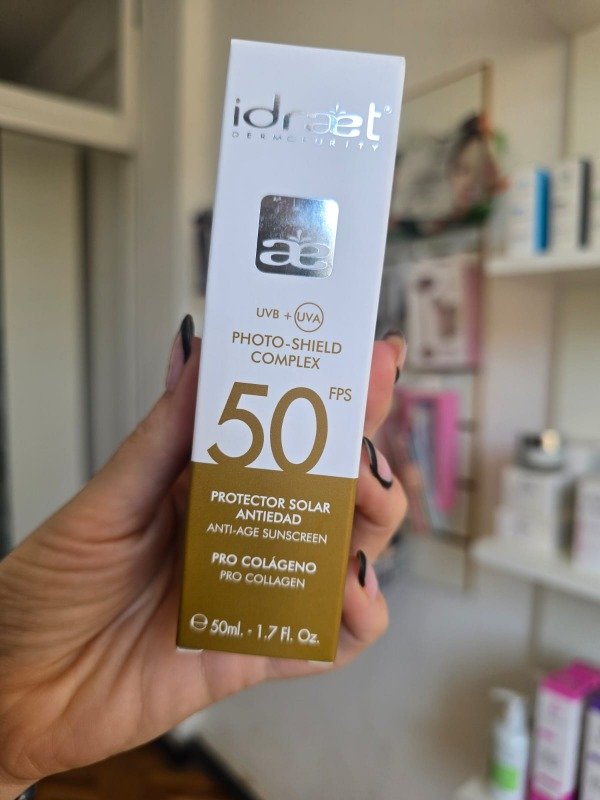 idraet®
DERMOPURITY
ae
UVB + UVA
PHOTO-SHIELD
COMPLEX
50 FPS
PROTECTOR SOLAR
ANTIEDAD
ANTI-AGE SUNSCREEN
PRO COLÁGENO
PRO COLLAGEN
℮ 50ml. - 1.7 Fl. Oz.